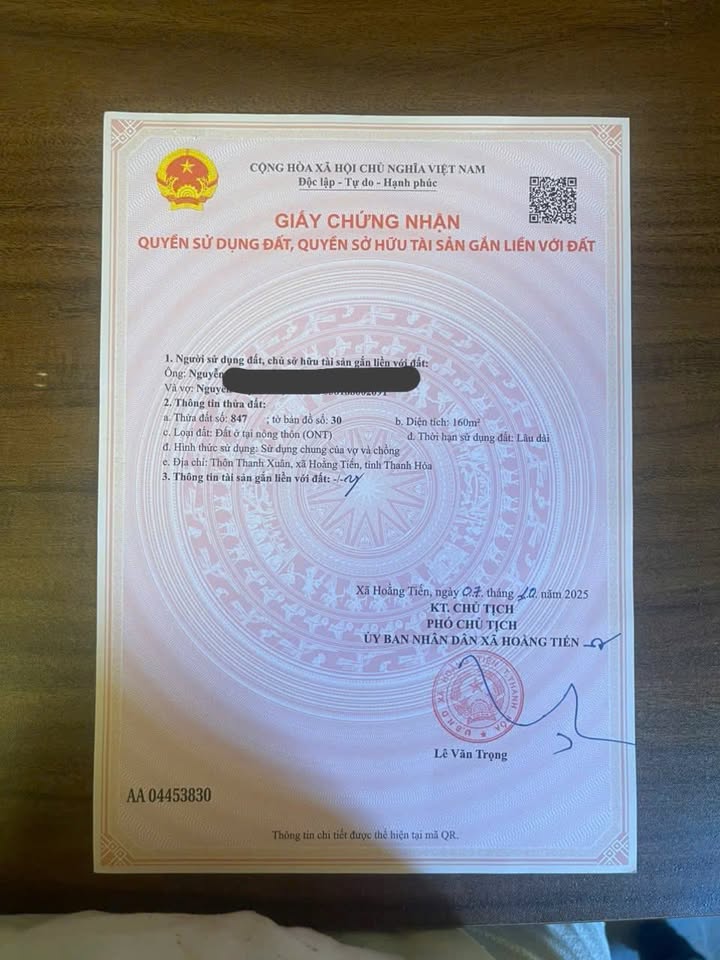 CỘNG HÒA XÃ HỘI CHỦ NGHĨA VIỆT NAM
Độc lập - Tự do - Hạnh phúc
GIẤY CHỨNG NHẬN
QUYỀN SỬ DỤNG ĐẤT, QUYỀN SỞ HỮU TÀI SẢN GẮN LIỀN VỚI ĐẤT
1. Người sử dụng đất, chủ sở hữu tài sản gắn liền với đất:
Ông: Nguyễn
Và vợ:
2. Thông tin thửa đất:
a. Thửa đất số: 847 ; tờ bản đồ số: 30 b. Diện tích: 160m²
c. Loại đất: Đất ở tại nông thôn (ONT) d. Thời hạn sử dụng đất: Lâu dài
đ. Hình thức sử dụng: Sử dụng chung của vợ và chồng
e. Địa chỉ: Thôn Thanh Xuân, xã Hoằng Tiến, tỉnh Thanh Hóa
3. Thông tin tài sản gắn liền với đất: -/-
Xã Hoằng Tiến, ngày 07 tháng 10 năm 2025
KT. CHỦ TỊCH
PHÓ CHỦ TỊCH
ỦY BAN NHÂN DÂN XÃ HOẰNG TIẾN
Lê Văn Trọng
AA 04453830
Thông tin chi tiết được thể hiện tại mã QR.